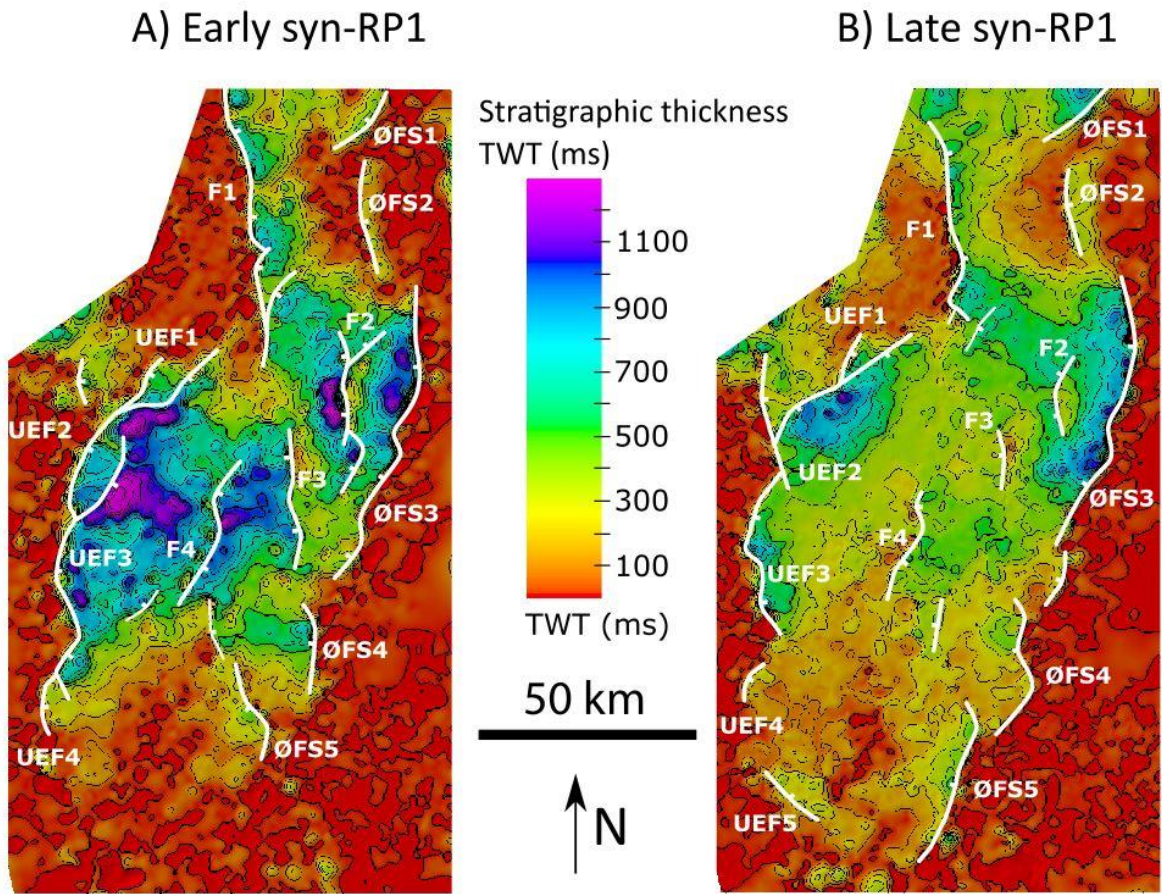 A) Early syn-RP1
B) Late syn-RP1
Stratigraphic thickness
TWT (ms)
1100
900
700
500
300
100
TWT (ms)
50 km
N
ØFS1
F1
ØFS2
F2
UEF1
UEF2
F3
ØFS3
UEF3
F4
ØFS4
UEF4
ØFS5
ØFS1
ØFS2
F1
UEF1
F2
F3
UEF2
ØFS3
F4
UEF3
ØFS4
UEF4
ØFS5
UEF5